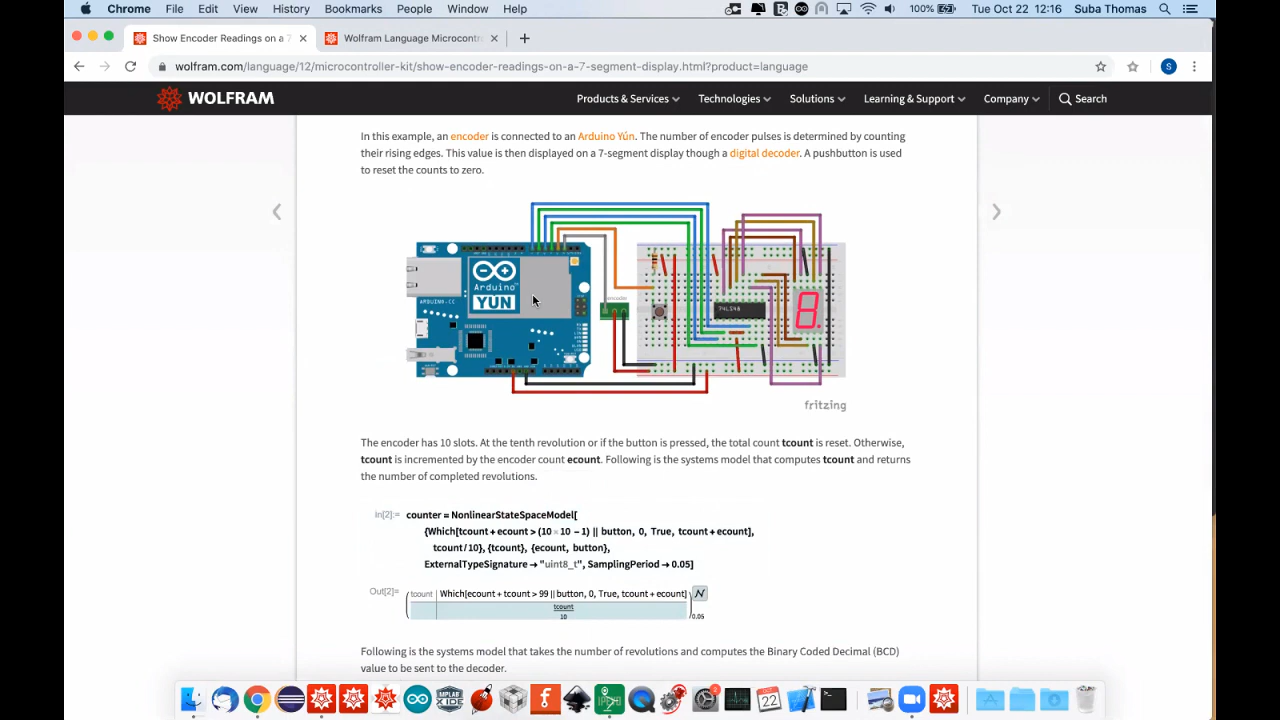 Chrome File Edit View History Bookmarks People Window Help 100% Tue Oct 22 12:16 Suba Thomas
Show Encoder Readings on a 7 Wolfram Language Microcontro
wolfram.com/language/12/microcontroller-kit/show-encoder-readings-on-a-7-segment-display.html?product=language
S
WOLFRAM Products & Services Technologies Solutions Learning & Support Company Search
In this example, an encoder is connected to an Arduino Yún. The number of encoder pulses is determined by counting
their rising edges. This value is then displayed on a 7-segment display though a digital decoder. A pushbutton is used
to reset the counts to zero.
Arduino
YUN
ARDUINO.CC
encoder
8.
fritzing
The encoder has 10 slots. At the tenth revolution or if the button is pressed, the total count tcount is reset. Otherwise,
tcount is incremented by the encoder count ecount. Following is the systems model that computes tcount and returns
the number of completed revolutions.
In[2]:= counter = NonlinearStateSpaceModel[
{Which[tcount + ecount > (10 × 10 − 1) || button, 0, True, tcount + ecount],
tcount/10}, {tcount}, {ecount, button},
ExternalTypeSignature → "uint8_t", SamplingPeriod → 0.05]
Out[2]= ( tcount Which[ecount + tcount > 99 || button, 0, True, tcount + ecount]
tcount
10 ) 0.05
Following is the systems model that takes the number of revolutions and computes the Binary Coded Decimal (BCD)
value to be sent to the decoder.
MPLAB
X IDE
22